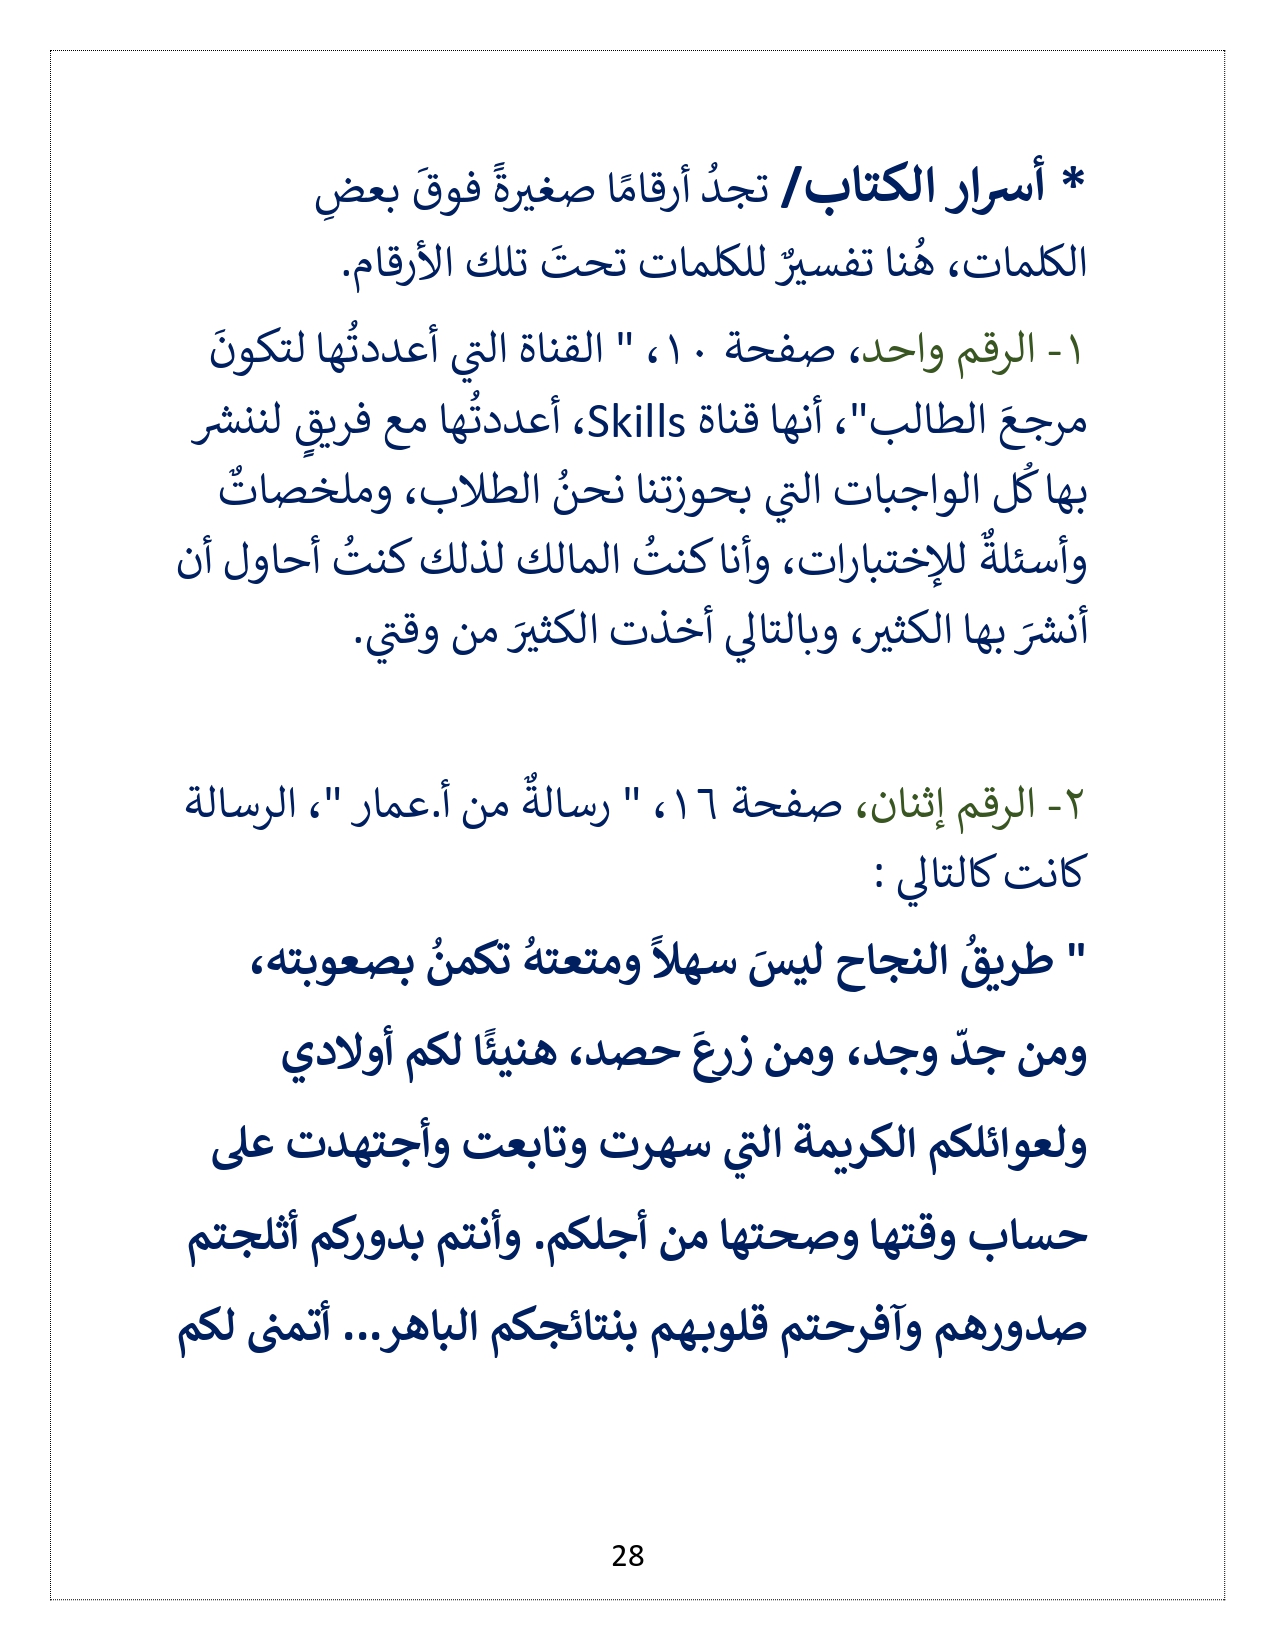 * أسرار الكتاب/ تجدُ أرقامًا صغيرةً فوقَ بعضِ
الكلمات، هُنا تفسيرٌ للكلمات تحتَ تلك الأرقام.
١- الرقم واحد، صفحة ١٠، " القناة التي أعددتُها لتكونَ
مرجعَ الطالب"، أنها قناة Skills، أعددتُها مع فريقٍ لننشر
بها كُل الواجبات التي بحوزتنا نحنُ الطلاب، وملخصاتٌ
وأسئلةٌ للإختبارات، وأنا كنتُ المالك لذلك كنتُ أحاول أن
أنشرَ بها الكثير، وبالتالي أخذت الكثيرَ من وقتي.
٢- الرقم إثنان، صفحة ١٦، " رسالةٌ من أ.عمار "، الرسالة
كانت كالتالي :
" طريقُ النجاح ليسَ سهلاً ومتعتهُ تكمنُ بصعوبته،
ومن جدّ وجد، ومن زرعَ حصد، هنيئًا لكم أولادي
ولعوائلكم الكريمة التي سهرت وتابعت وأجتهدت على
حساب وقتها وصحتها من أجلكم. وأنتم بدوركم أثلجتم
صدورهم وآفرحتم قلوبهم بنتائجكم الباهر... أتمنى لكم
28